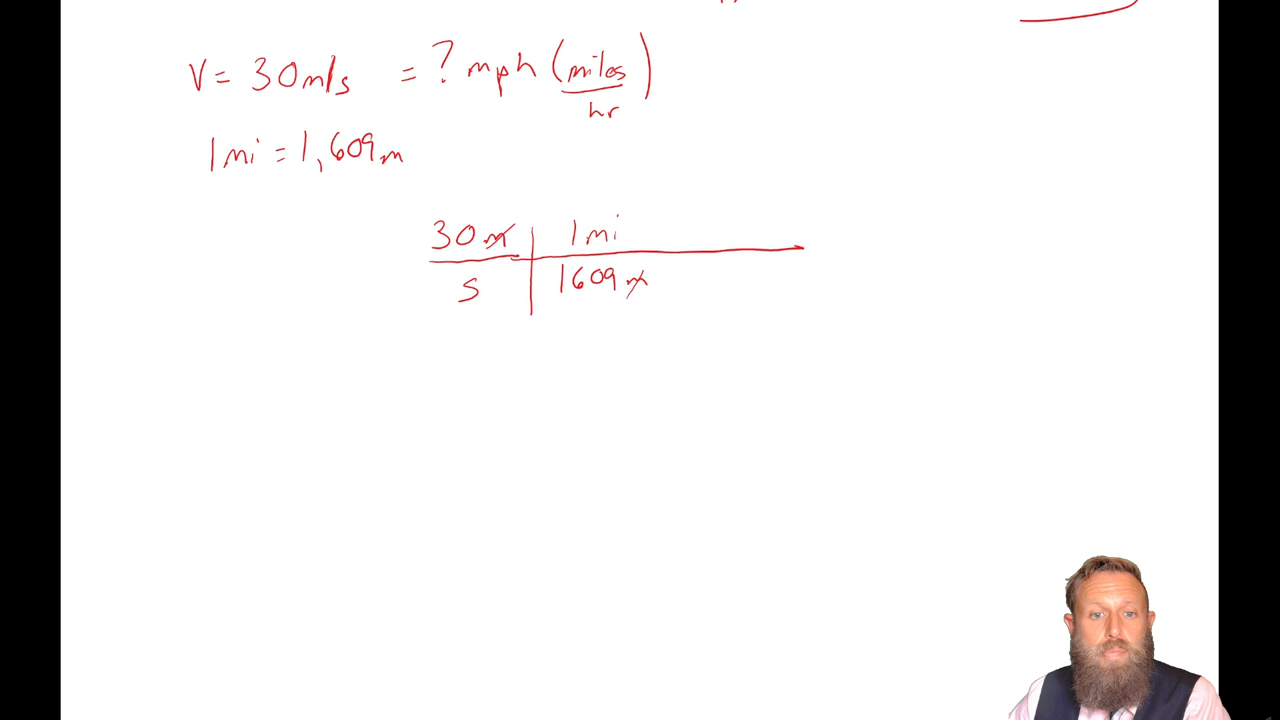 V = 30 m/s = ? mph (miles/hr)
1 mi = 1,609 m
30 m | 1 mi
s | 1609 m